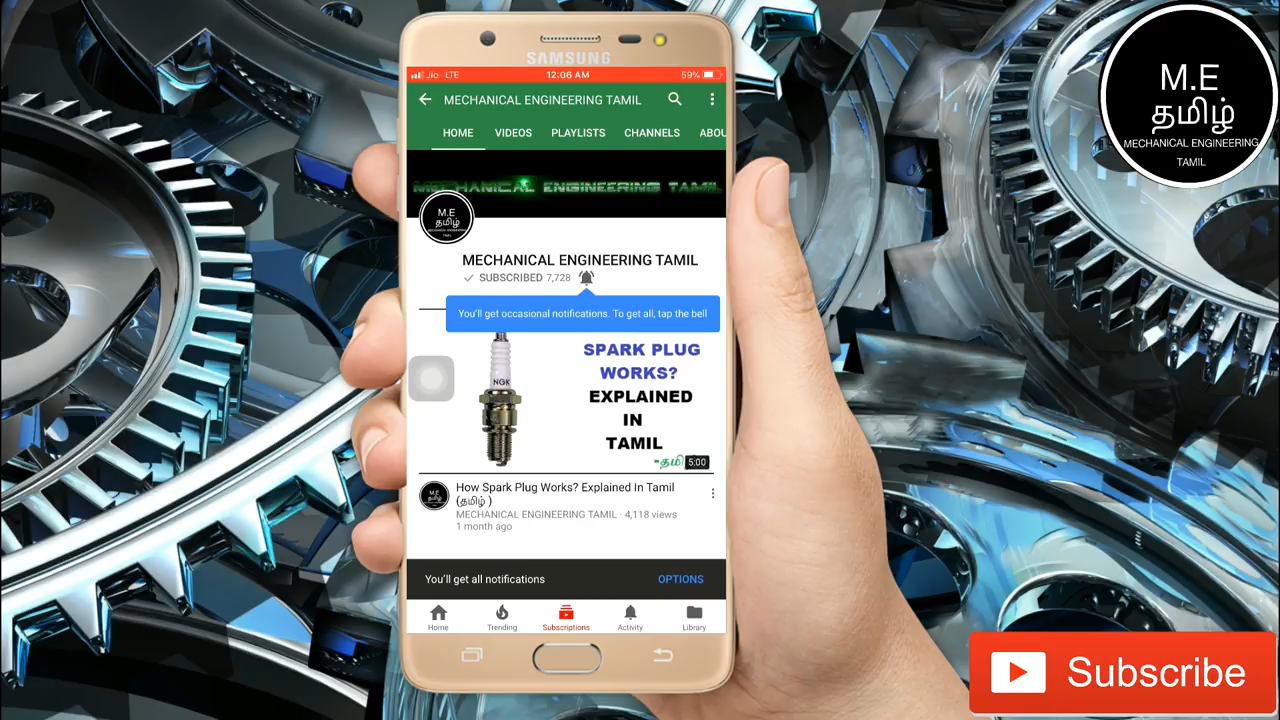 SAMSUNG
Jio LTE
12:06 AM
59%
MECHANICAL ENGINEERING TAMIL
HOME VIDEOS PLAYLISTS CHANNELS ABOU
MECHANICAL ENGINEERING TAMIL
M.E
தமிழ்
MECHANICAL ENGINEERING
TAMIL
MECHANICAL ENGINEERING TAMIL
SUBSCRIBED 7,728
You'll get occasional notifications. To get all, tap the bell
NGK
SPARK PLUG
WORKS?
EXPLAINED
IN
TAMIL
-தமி
5:00
M.E
தமிழ்
How Spark Plug Works? Explained In Tamil
(தமிழ் )
MECHANICAL ENGINEERING TAMIL · 4,118 views
1 month ago
You'll get all notifications
OPTIONS
Home Trending Subscriptions Activity Library
M.E
தமிழ்
MECHANICAL ENGINEERING
TAMIL
Subscribe